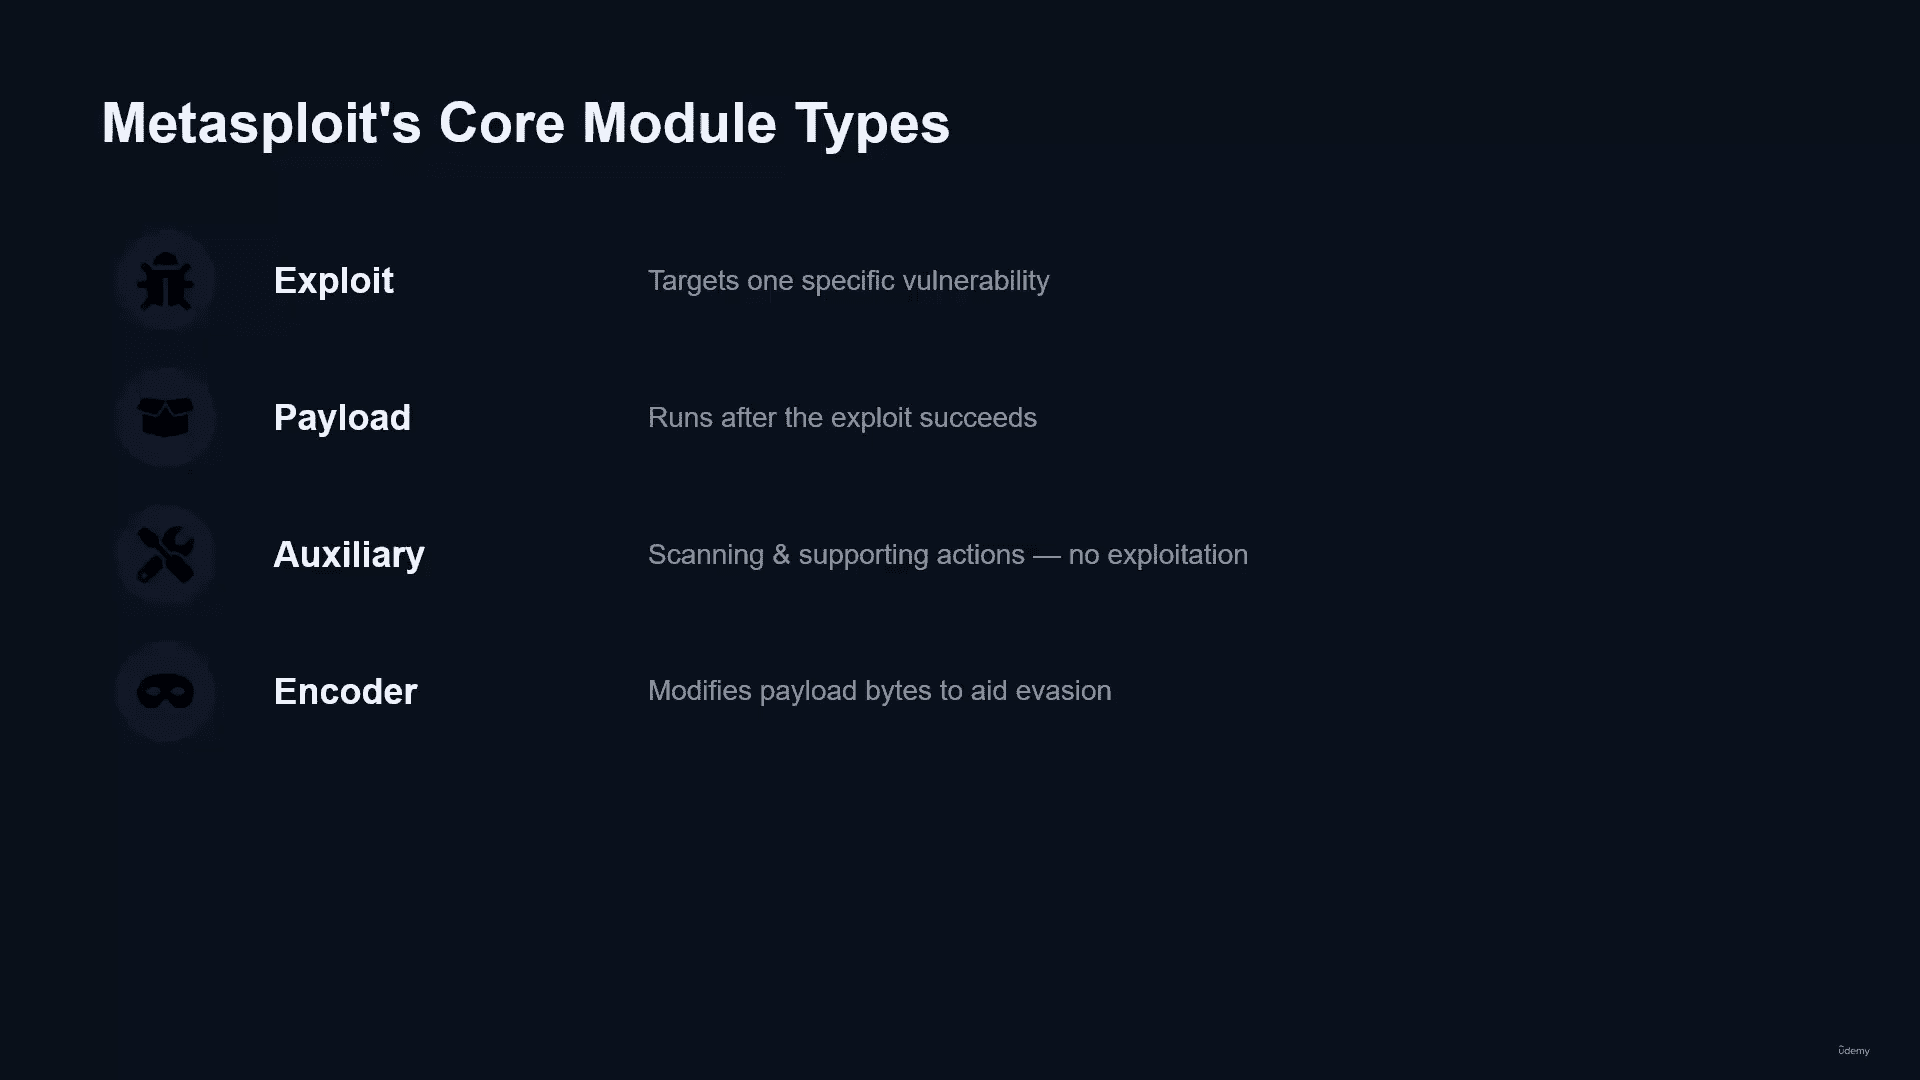 Metasploit's Core Module Types
Exploit
Targets one specific vulnerability
Payload
Runs after the exploit succeeds
Auxiliary
Scanning & supporting actions — no exploitation
Encoder
Modifies payload bytes to aid evasion
ûdemy